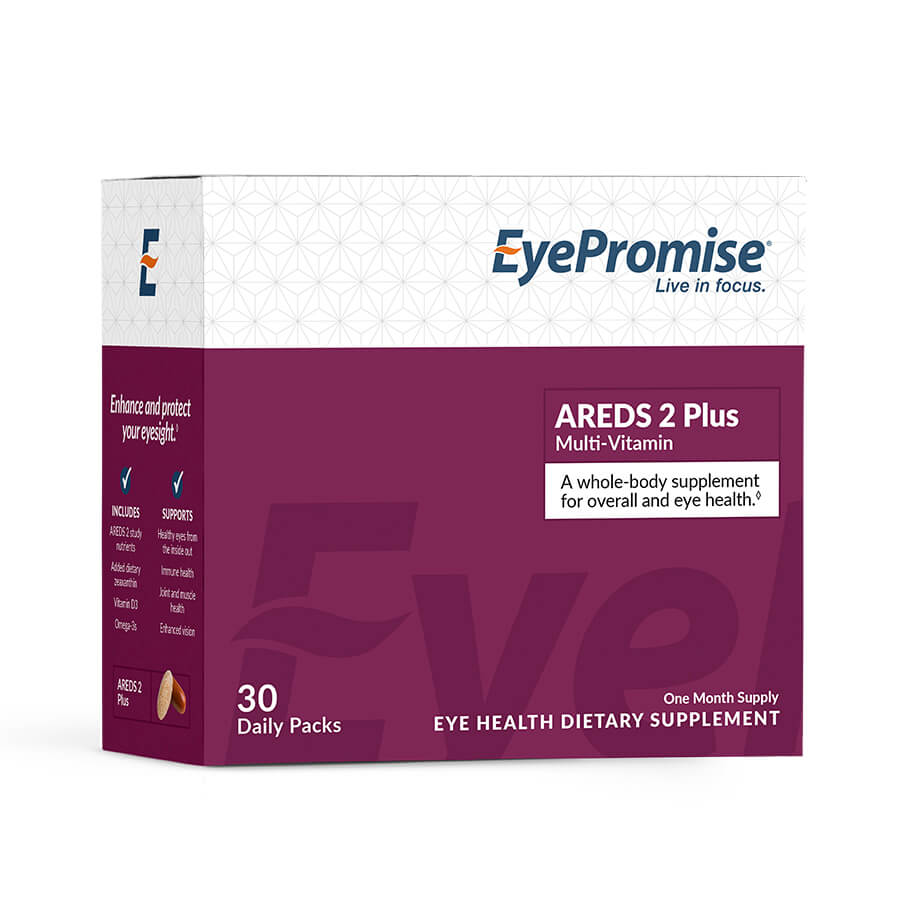 EyePromise®
Live in focus.
AREDS 2 Plus
Multi-Vitamin
A whole-body supplement
for overall and eye health.◊
30
Daily Packs
One Month Supply
EYE HEALTH DIETARY SUPPLEMENT
E
Enhance and protect
your eyesight.◊
INCLUDES
AREDS 2 study
nutrients
Added dietary
zeaxanthin
Vitamin D3
Omega-3s
SUPPORTS
Healthy eyes from
the inside out
Immune health
Joint and muscle
health
Enhanced vision
AREDS 2
Plus